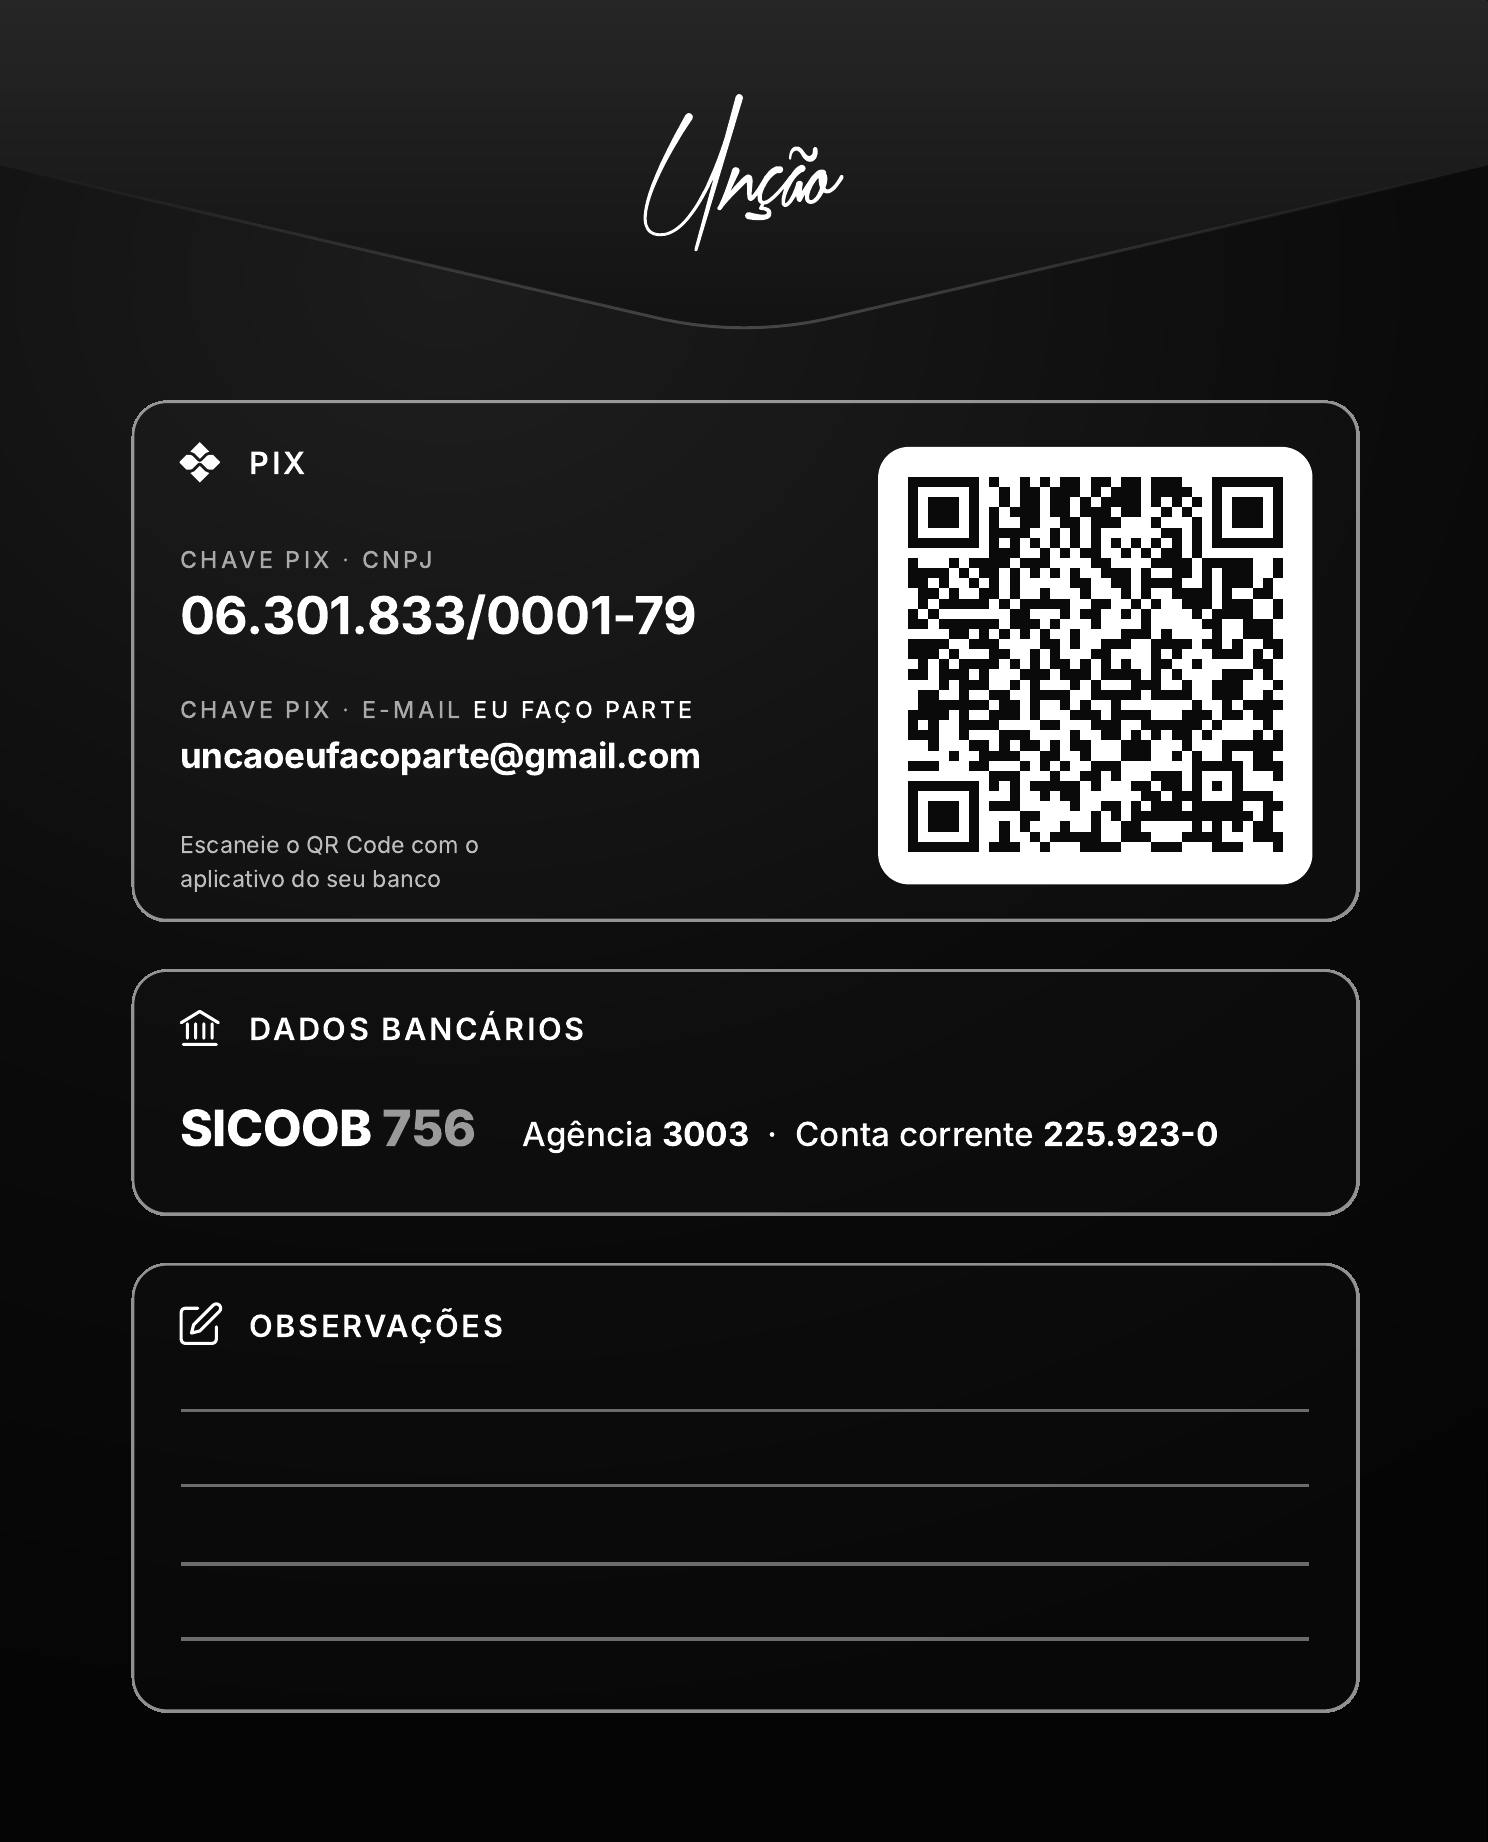 Unção
PIX
CHAVE PIX · CNPJ
06.301.833/0001-79
CHAVE PIX · E-MAIL EU FAÇO PARTE
uncaoeufacoparte@gmail.com
Escaneie o QR Code com o
aplicativo do seu banco
DADOS BANCÁRIOS
SICOOB 756 Agência 3003 · Conta corrente 225.923-0
OBSERVAÇÕES